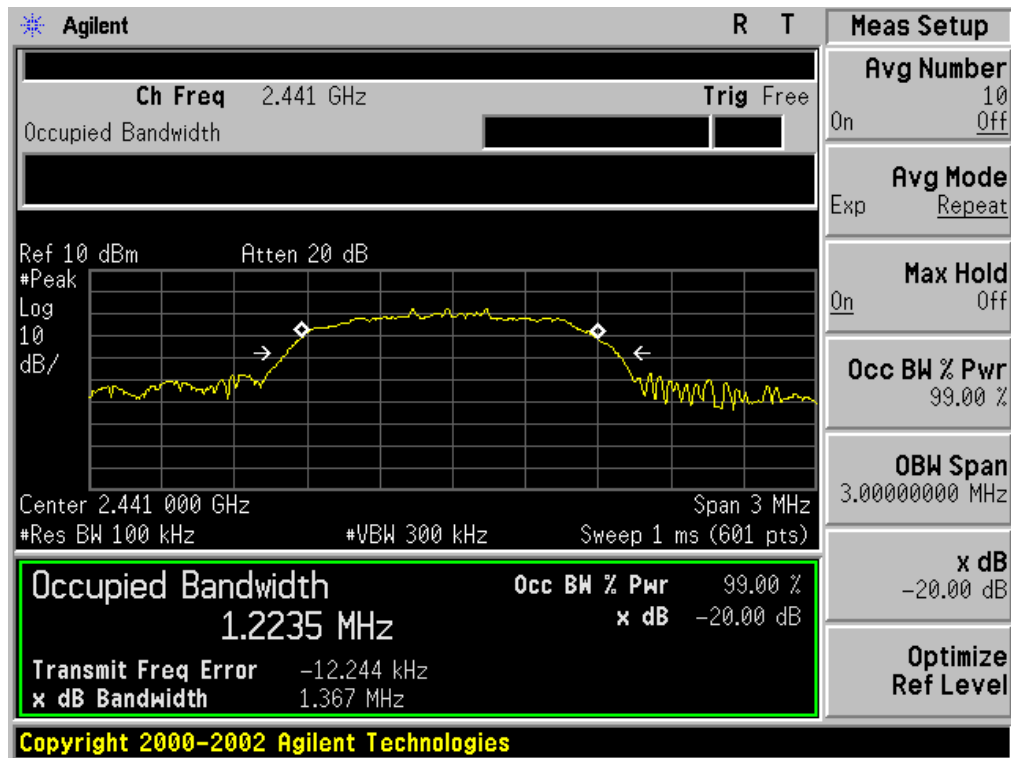 Agilent R T
Ch Freq 2.441 GHz Trig Free
Occupied Bandwidth
Ref 10 dBm Atten 20 dB
#Peak
Log
10
dB/
Center 2.441 000 GHz Span 3 MHz
#Res BW 100 kHz #VBW 300 kHz Sweep 1 ms (601 pts)
Occupied Bandwidth Occ BW % Pwr 99.00 %
1.2235 MHz x dB -20.00 dB
Transmit Freq Error -12.244 kHz
x dB Bandwidth 1.367 MHz
Copyright 2000-2002 Agilent Technologies
Meas Setup
Avg Number
10
On Off
Avg Mode
Exp Repeat
Max Hold
On Off
Occ BW % Pwr
99.00 %
OBW Span
3.00000000 MHz
x dB
-20.00 dB
Optimize
Ref Level